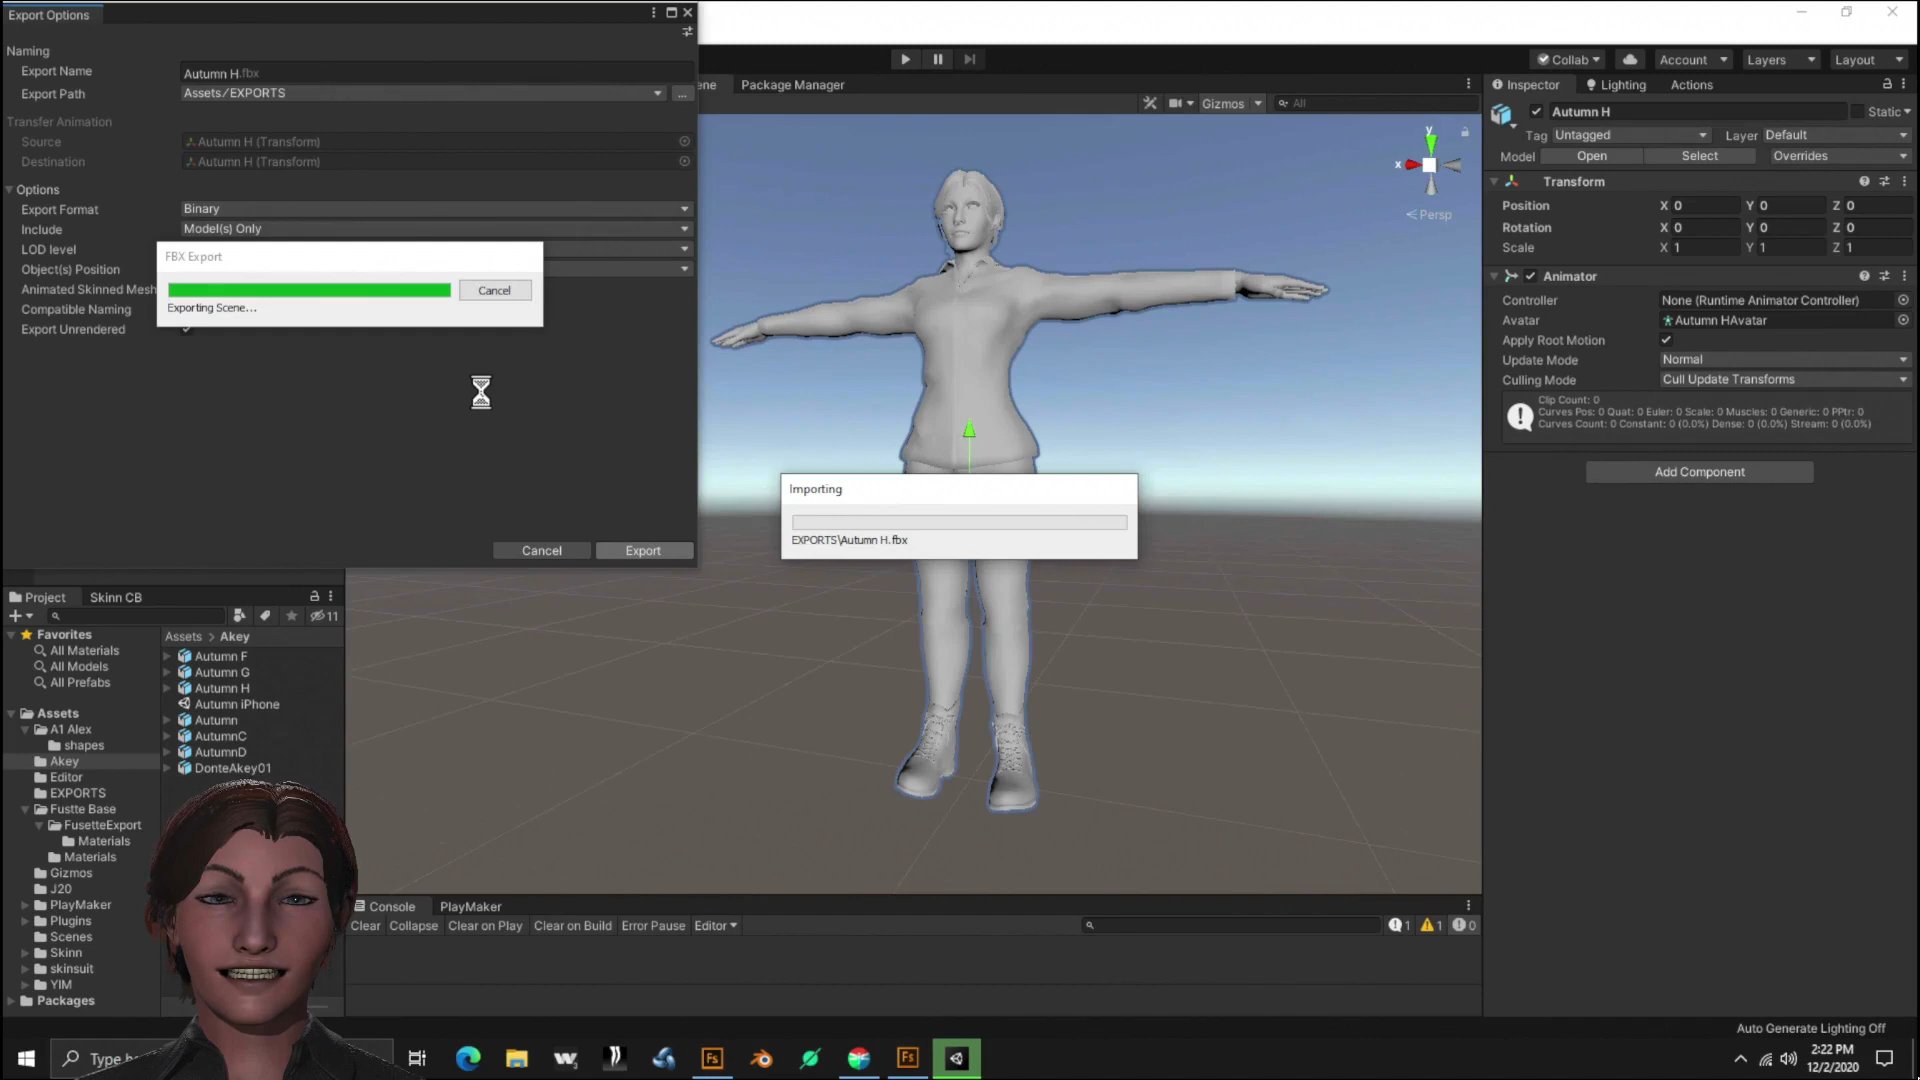 Export Options
Naming
Export Name
Autumn H.fbx
Export Path
Assets/EXPORTS
...
Transfer Animation
Source
Autumn H (Transform)
Destination
Autumn H (Transform)
Options
Export Format
Binary
Include
Model(s) Only
LOD level
Object(s) Position
Animated Skinned Mesh
Compatible Naming
Export Unrendered
FBX Export
Cancel
Exporting Scene...
Cancel
Export
Package Manager
Gizmos
All
y
x
Persp
Importing
EXPORTS\Autumn H.fbx
Collab
Account
Layers
Layout
Inspector
Lighting
Actions
Autumn H
Static
Tag Untagged
Layer Default
Model
Open
Select
Overrides
Transform
Position X 0 Y 0 Z 0
Rotation X 0 Y 0 Z 0
Scale X 1 Y 1 Z 1
Animator
Controller
None (Runtime Animator Controller)
Avatar
Autumn HAvatar
Apply Root Motion
Update Mode
Normal
Culling Mode
Cull Update Transforms
Clip Count: 0
Curves Pos: 0 Quat: 0 Euler: 0 Scale: 0 Muscles: 0 Generic: 0 PPtr: 0
Curves Count: 0 Constant: 0 (0.0%) Dense: 0 (0.0%) Stream: 0 (0.0%)
Add Component
Project
Skinn CB
11
Favorites
All Materials
All Models
All Prefabs
Assets
A1 Alex
shapes
Akey
Editor
EXPORTS
Fustte Base
FusetteExport
Materials
Materials
Gizmos
J20
PlayMaker
Plugins
Scenes
Skinn
skinsuit
YIM
Packages
Assets > Akey
Autumn F
Autumn G
Autumn H
Autumn iPhone
Autumn
AutumnC
AutumnD
DonteAkey01
Console
PlayMaker
Clear
Collapse
Clear on Play
Clear on Build
Error Pause
Editor
1
1
0
Auto Generate Lighting Off
Fs
Fs
2:22 PM
12/2/2020